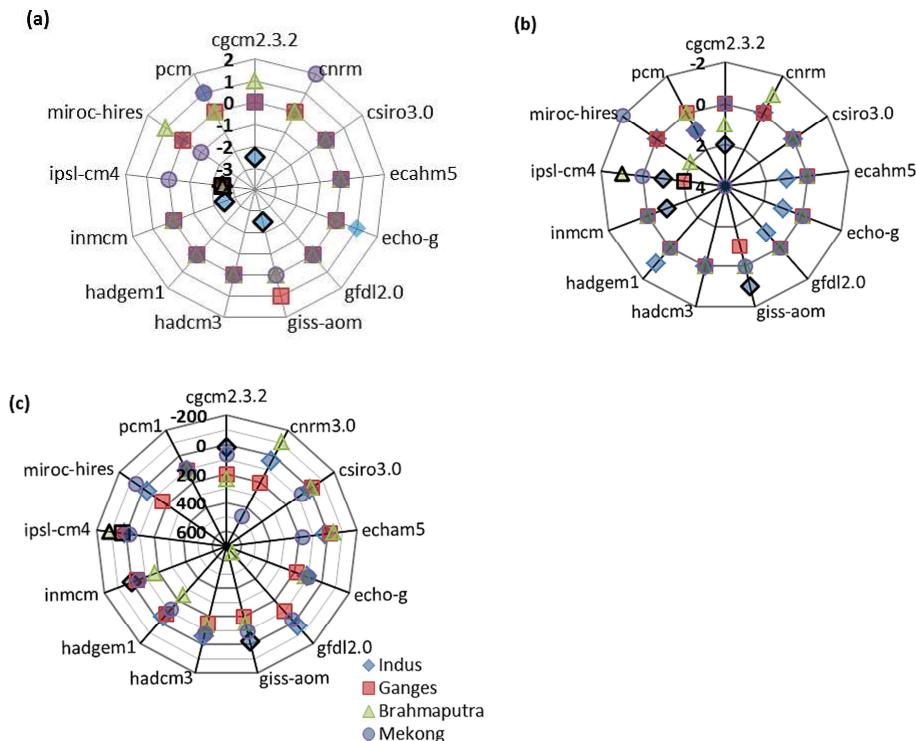 (a)
cgcm2.3.2
2
1
0
-1
-2
-3
cnrm
csiro3.0
ecahm5
echo-g
gfdl2.0
giss-aom
hadcm3
hadgem1
inmcm
ipsl-cm4
miroc-hires
pcm
(b)
cgcm2.3.2
-2
0
2
4
cnrm
csiro3.0
ecahm5
echo-g
gfdl2.0
giss-aom
hadcm3
hadgem1
inmcm
ipsl-cm4
miroc-hires
pcm
(c)
cgcm2.3.2
-200
0
200
400
600
cnrm3.0
csiro3.0
echam5
echo-g
gfdl2.0
giss-aom
hadcm3
hadgem1
inmcm
ipsl-cm4
miroc-hires
pcm1
Indus
Ganges
Brahmaputra
Mekong